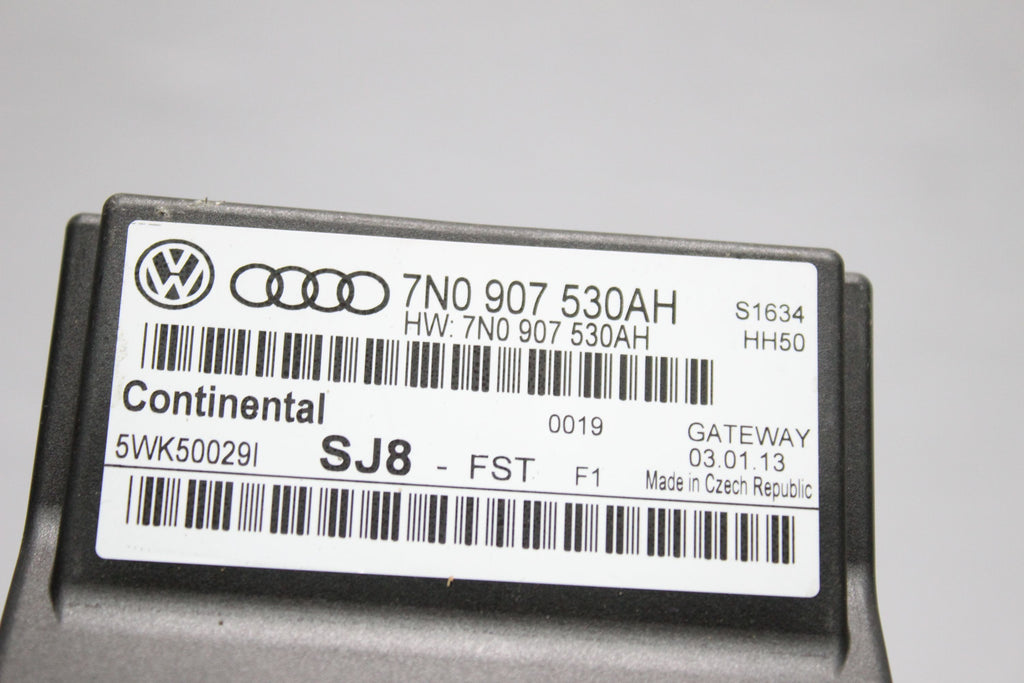 7N0 907 530AH
HW: 7N0 907 530AH
S1634
HH50
Continental
0019
GATEWAY
5WK50029I
SJ8 - FST F1
03.01.13
Made in Czech Republic